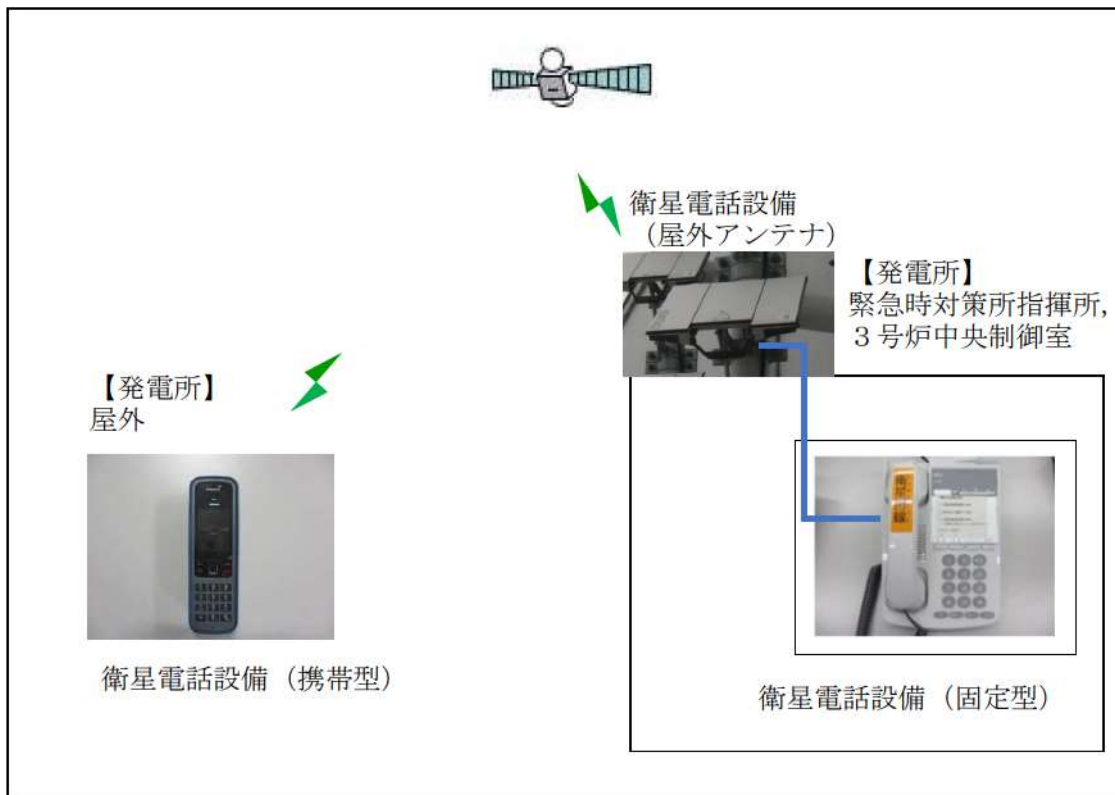 衛星電話設備
（屋外アンテナ）
【発電所】
緊急時対策所指揮所，
３号炉中央制御室
【発電所】
屋外
衛星電話設備（携帯型）
衛星電話設備（固定型）